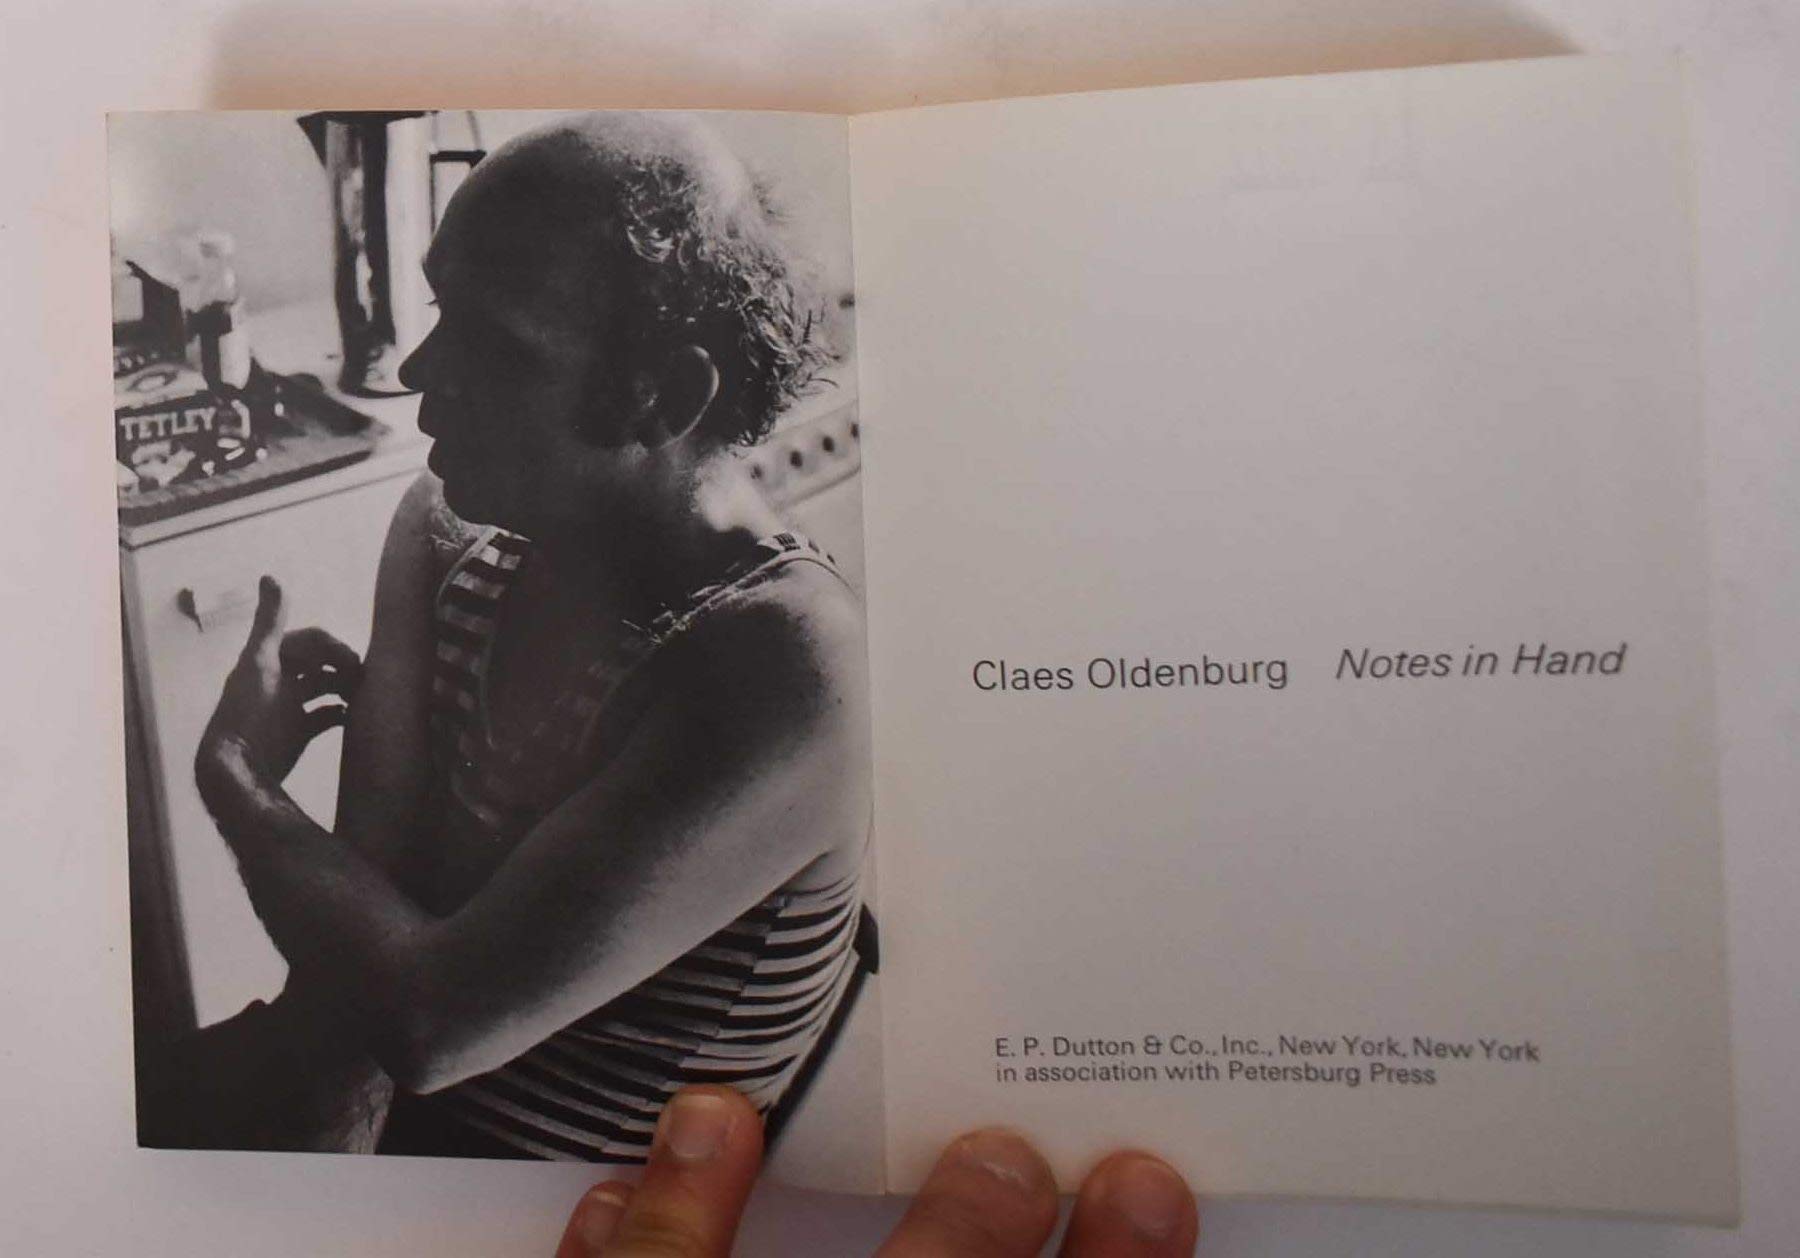 TETLEY
Claes Oldenburg Notes in Hand
E. P. Dutton & Co., Inc., New York, New York
in association with Petersburg Press